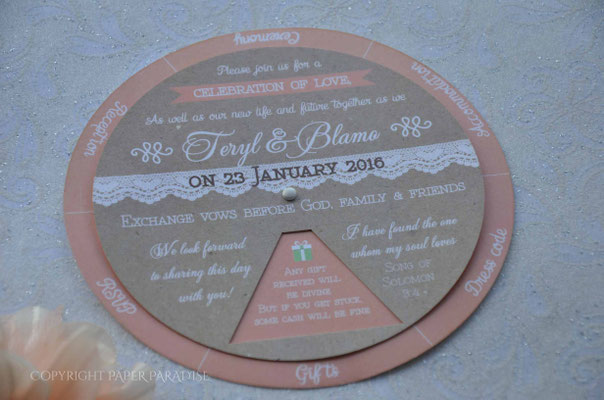 Please join us for a
CELEBRATION OF LOVE
As well as our new life and future together as we
Teryl & Blamo
ON 23 JANUARY 2016
EXCHANGE VOWS BEFORE GOD, FAMILY & FRIENDS
We look forward
to sharing this day
with you!
I have found the one
whom my soul loves
SONG OF
SOLOMON
3:4
ANY GIFT
RECEIVED WILL
BE DIVINE
BUT IF YOU GET STUCK,
SOME CASH WILL BE FINE
Ceremony
Accommodation
Dress code
Gifts
RSVP
Reception
COPYRIGHT PAPER PARADISE